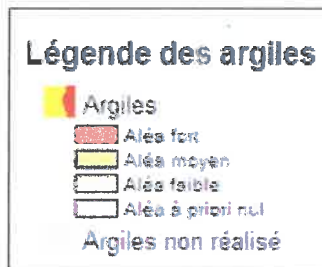 Légende des argiles
Argiles
Aléa fort
Aléa moyen
Aléa faible
Aléa à priori nul
Argiles non réalisé